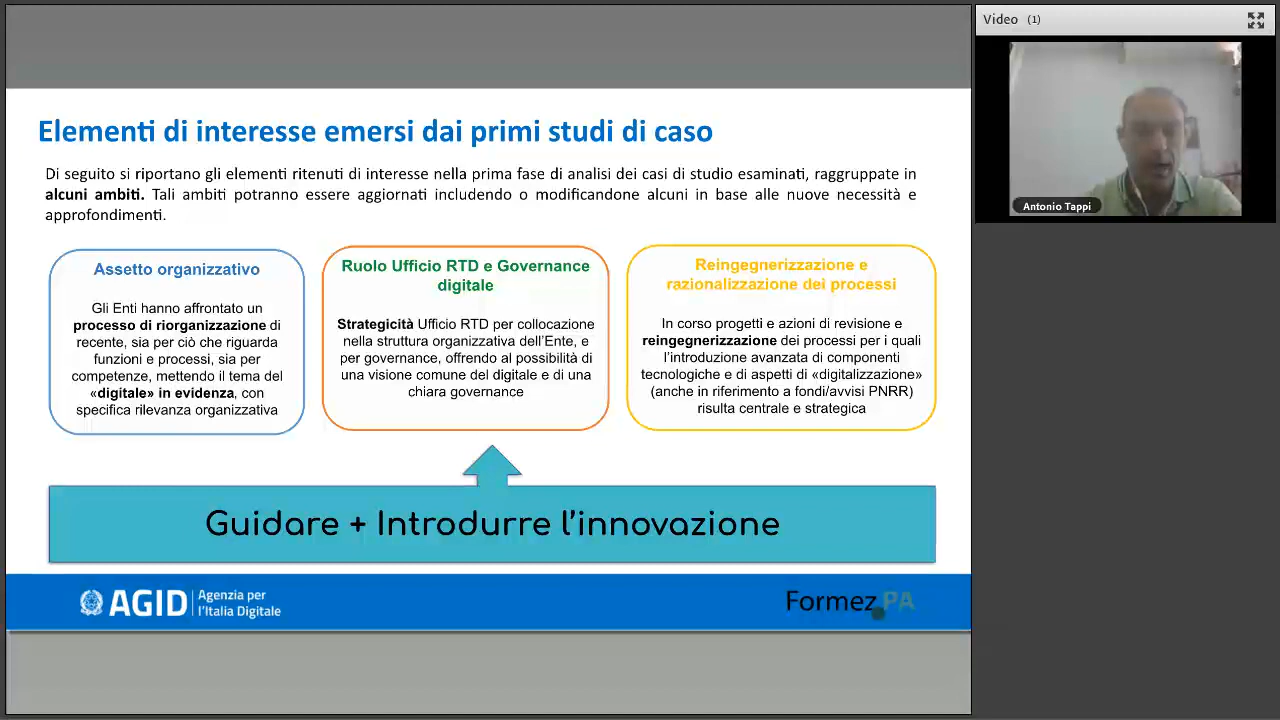 Video (1)
Antonio Tappi
Elementi di interesse emersi dai primi studi di caso
Di seguito si riportano gli elementi ritenuti di interesse nella prima fase di analisi dei casi di studio esaminati, raggruppate in
alcuni ambiti. Tali ambiti potranno essere aggiornati includendo o modificandone alcuni in base alle nuove necessità e
approfondimenti.
Assetto organizzativo
Gli Enti hanno affrontato un
processo di riorganizzazione di
recente, sia per ciò che riguarda
funzioni e processi, sia per
competenze, mettendo il tema del
«digitale» in evidenza, con
specifica rilevanza organizzativa
Ruolo Ufficio RTD e Governance
digitale
Strategicità Ufficio RTD per collocazione
nella struttura organizzativa dell’Ente, e
per governance, offrendo al possibilità di
una visione comune del digitale e di una
chiara governance
Reingegnerizzazione e
razionalizzazione dei processi
In corso progetti e azioni di revisione e
reingegnerizzazione dei processi per i quali
l’introduzione avanzata di componenti
tecnologiche e di aspetti di «digitalizzazione»
(anche in riferimento a fondi/avvisi PNRR)
risulta centrale e strategica
Guidare + Introdurre l’innovazione
AGID
Agenzia per
l’Italia Digitale
Formez PA